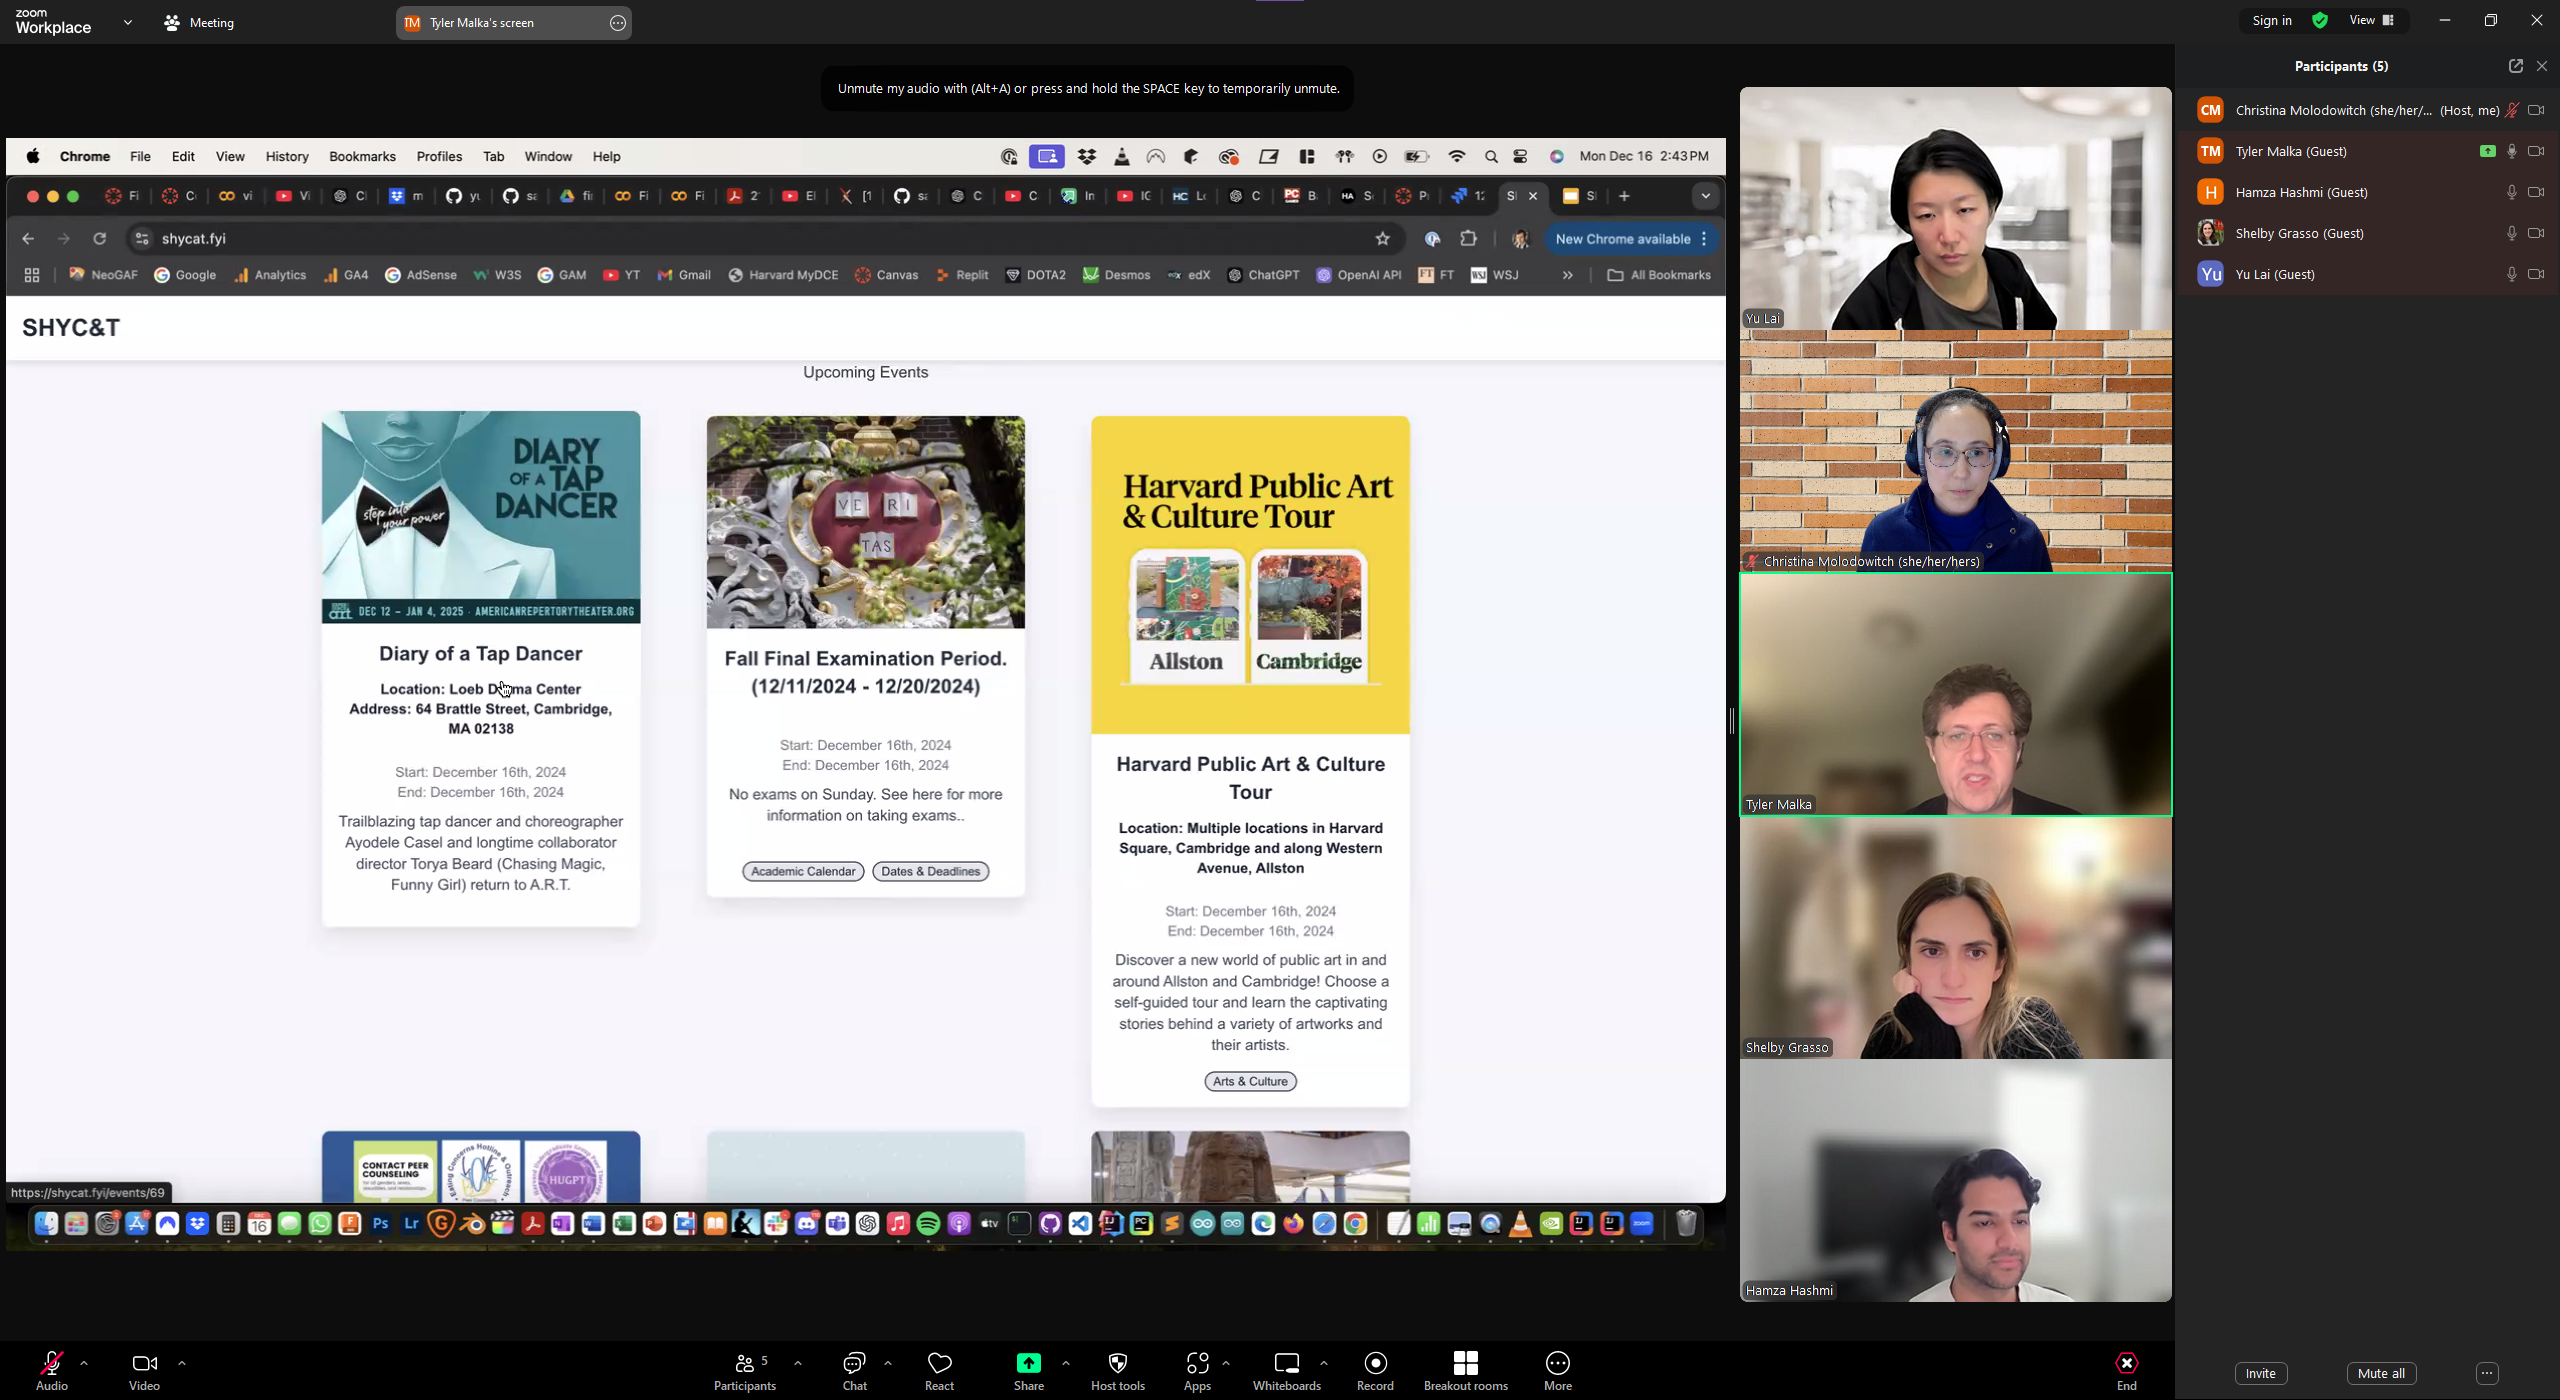 zoom
Workplace
Meeting
TM Tyler Malka's screen
Sign in
View
Unmute my audio with (Alt+A) or press and hold the SPACE key to temporarily unmute.
Chrome File Edit View History Bookmarks Profiles Tab Window Help
Mon Dec 16 2:43 PM
shycat.fyi
New Chrome available
NeoGAF Google Analytics GA4 AdSense W3S GAM YT Gmail Harvard MyDCE Canvas Replit DOTA2 Desmos edX ChatGPT OpenAI API FT WSJ
All Bookmarks
SHYC&T
Upcoming Events
step into
your power
DIARY
OF A TAP
DANCER
DEC 12 – JAN 4, 2025 · AMERICANREPERTORYTHEATER.ORG
Diary of a Tap Dancer
Location: Loeb Drama Center
Address: 64 Brattle Street, Cambridge,
MA 02138
Start: December 16th, 2024
End: December 16th, 2024
Trailblazing tap dancer and choreographer
Ayodele Casel and longtime collaborator
director Torya Beard (Chasing Magic,
Funny Girl) return to A.R.T.
VE RI
TAS
Fall Final Examination Period.
(12/11/2024 - 12/20/2024)
Start: December 16th, 2024
End: December 16th, 2024
No exams on Sunday. See here for more
information on taking exams..
Academic Calendar
Dates & Deadlines
Harvard Public Art
& Culture Tour
Allston
Cambridge
Harvard Public Art & Culture
Tour
Location: Multiple locations in Harvard
Square, Cambridge and along Western
Avenue, Allston
Start: December 16th, 2024
End: December 16th, 2024
Discover a new world of public art in and
around Allston and Cambridge! Choose a
self-guided tour and learn the captivating
stories behind a variety of artworks and
their artists.
Arts & Culture
CONTACT PEER
COUNSELING
HUGPT
https://shycat.fyi/events/69
Yu Lai
Christina Molodowitch (she/her/hers)
Tyler Malka
Shelby Grasso
Hamza Hashmi
Participants (5)
CM Christina Molodowitch (she/her/... (Host, me)
TM Tyler Malka (Guest)
H Hamza Hashmi (Guest)
Shelby Grasso (Guest)
Yu Yu Lai (Guest)
Audio
Video
5
Participants
Chat
React
Share
Host tools
Apps
Whiteboards
Record
Breakout rooms
More
End
Invite
Mute all